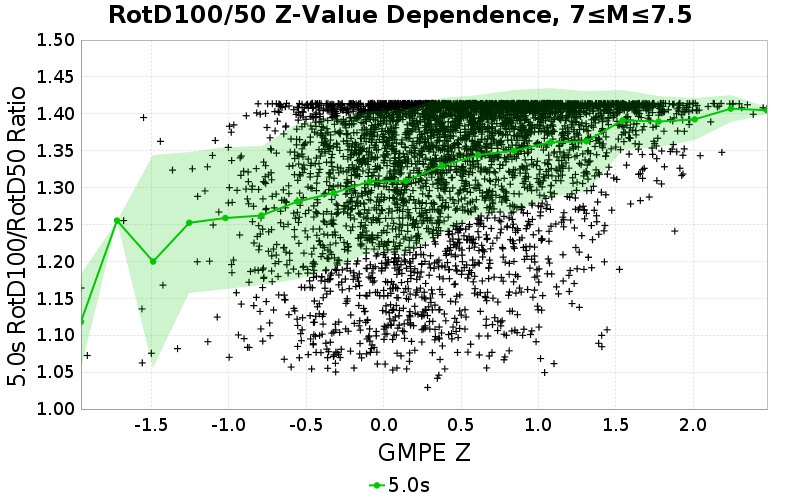 RotD100/50 Z-Value Dependence, 7≤M≤7.5
5.0s RotD100/RotD50 Ratio
1.50
1.45
1.40
1.35
1.30
1.25
1.20
1.15
1.10
1.05
1.00
-1.5 -1.0 -0.5 0.0 0.5 1.0 1.5 2.0
GMPE Z
5.0s